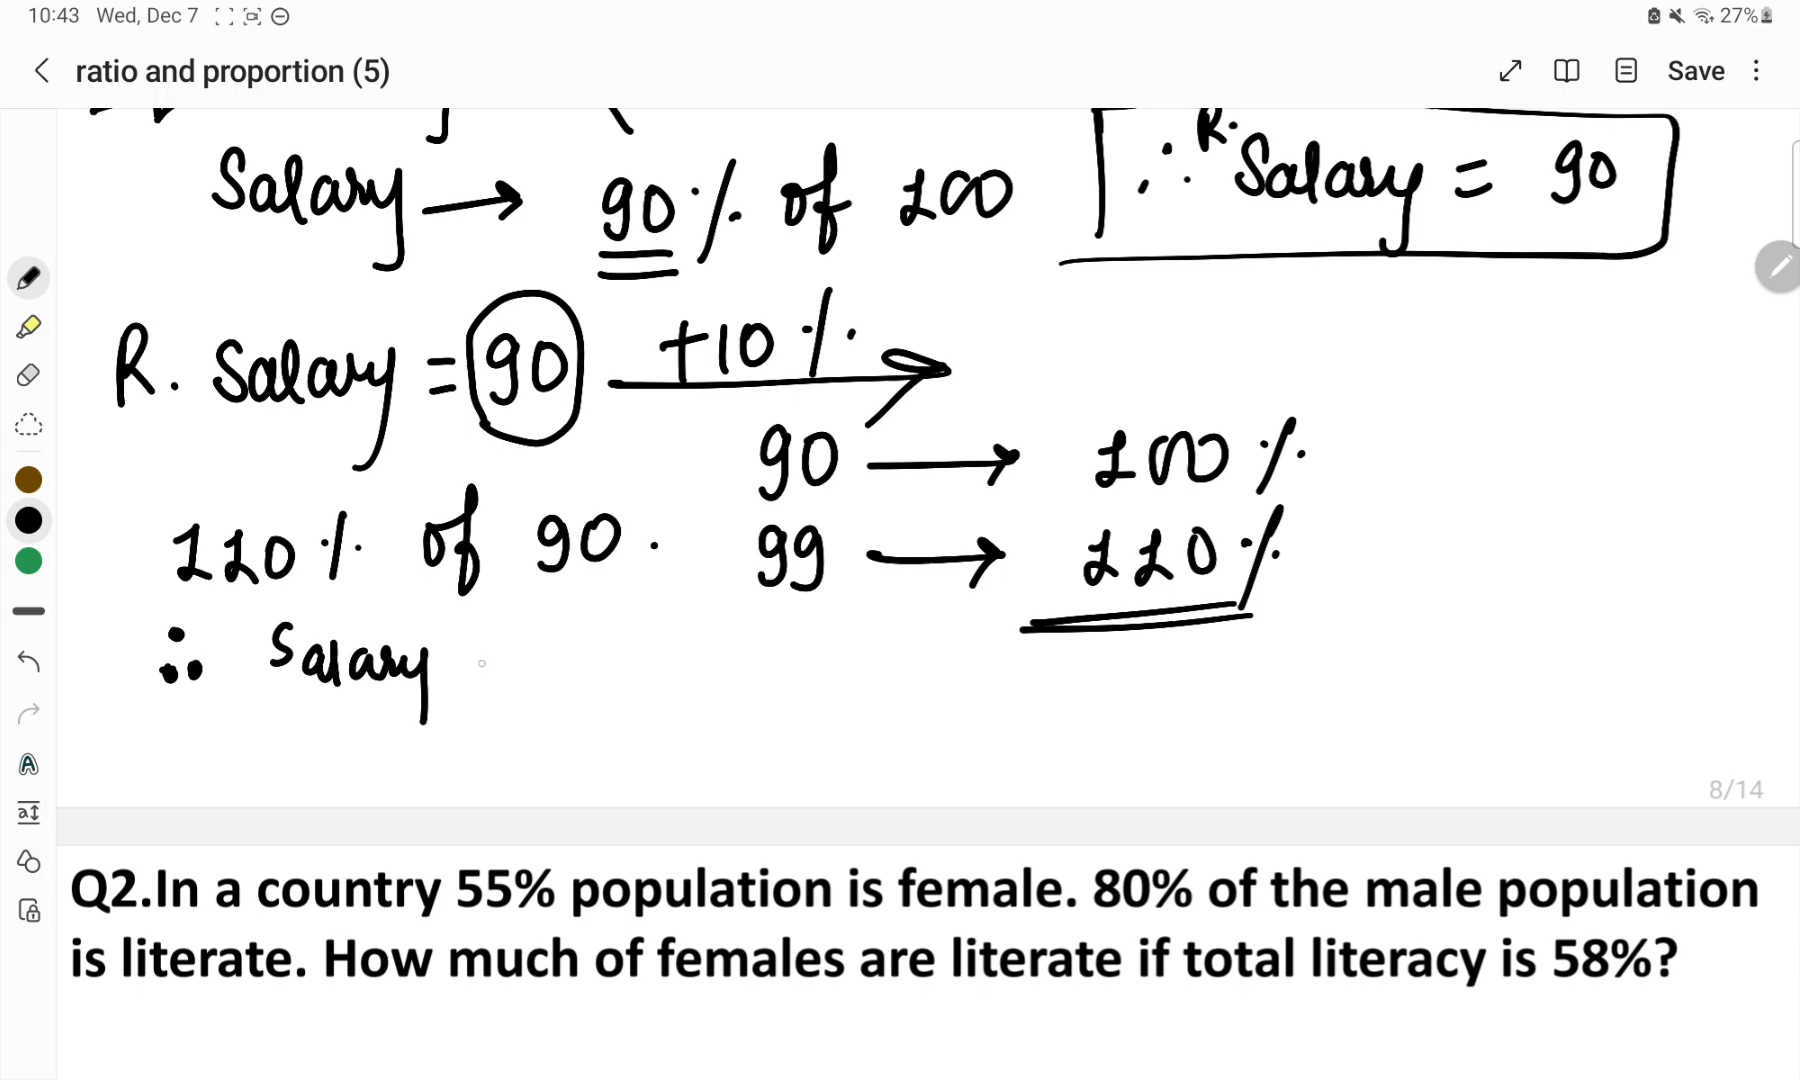 10:43 Wed, Dec 7 27%
ratio and proportion (5) Save
Salary → 90% of 100
∴ R. Salary = 90
R. Salary = 90 +10%
90 → 100%
110% of 90. 99 → 110%
∴ Salary
8/14
Q2.In a country 55% population is female. 80% of the male population
is literate. How much of females are literate if total literacy is 58%?